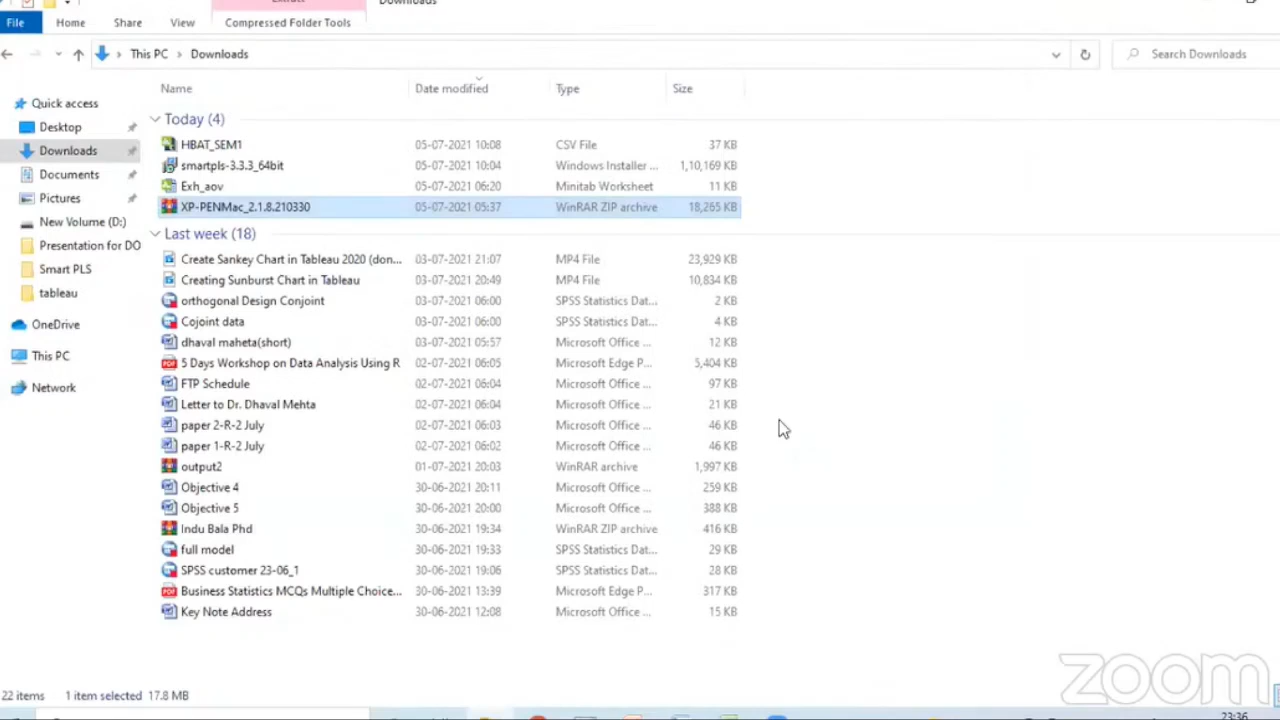 Downloads
File Home Share View Compressed Folder Tools
This PC Downloads Search Downloads
Name Date modified Type Size
Quick access
Desktop
Downloads
Documents
Pictures
New Volume (D:)
Presentation for DO
Smart PLS
tableau
OneDrive
This PC
Network
Today (4)
HBAT_SEM1 05-07-2021 10:08 CSV File 37 KB
smartpls-3.3.3_64bit 05-07-2021 10:04 Windows Installer ... 1,10,169 KB
Exh_aov 05-07-2021 06:20 Minitab Worksheet 11 KB
XP-PENMac_2.1.8.210330 05-07-2021 05:37 WinRAR ZIP archive 18,265 KB
Last week (18)
Create Sankey Chart in Tableau 2020 (don... 03-07-2021 21:07 MP4 File 23,929 KB
Creating Sunburst Chart in Tableau 03-07-2021 20:49 MP4 File 10,834 KB
orthogonal Design Conjoint 03-07-2021 06:00 SPSS Statistics Dat... 2 KB
Cojoint data 03-07-2021 06:00 SPSS Statistics Dat... 4 KB
dhaval maheta(short) 03-07-2021 05:57 Microsoft Office ... 12 KB
5 Days Workshop on Data Analysis Using R 02-07-2021 06:05 Microsoft Edge P... 5,404 KB
FTP Schedule 02-07-2021 06:04 Microsoft Office ... 97 KB
Letter to Dr. Dhaval Mehta 02-07-2021 06:04 Microsoft Office ... 21 KB
paper 2-R-2 July 02-07-2021 06:03 Microsoft Office ... 46 KB
paper 1-R-2 July 02-07-2021 06:02 Microsoft Office ... 46 KB
output2 01-07-2021 20:03 WinRAR archive 1,997 KB
Objective 4 30-06-2021 20:11 Microsoft Office ... 259 KB
Objective 5 30-06-2021 20:00 Microsoft Office ... 388 KB
Indu Bala Phd 30-06-2021 19:34 WinRAR ZIP archive 416 KB
full model 30-06-2021 19:33 SPSS Statistics Dat... 29 KB
SPSS customer 23-06_1 30-06-2021 19:06 SPSS Statistics Dat... 28 KB
Business Statistics MCQs Multiple Choice... 30-06-2021 13:39 Microsoft Edge P... 317 KB
Key Note Address 30-06-2021 12:08 Microsoft Office ... 15 KB
22 items 1 item selected 17.8 MB
zoom
23:36